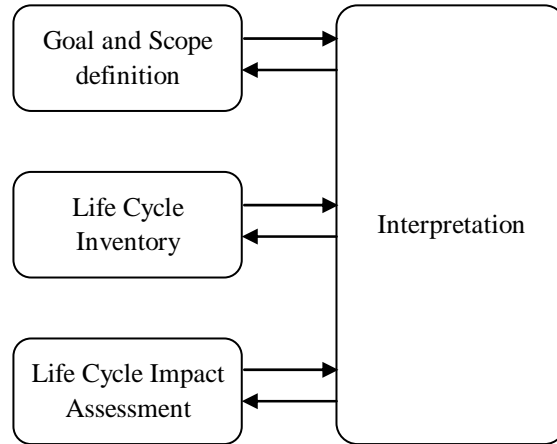 Goal and Scope
definition
Life Cycle
Inventory
Interpretation
Life Cycle Impact
Assessment